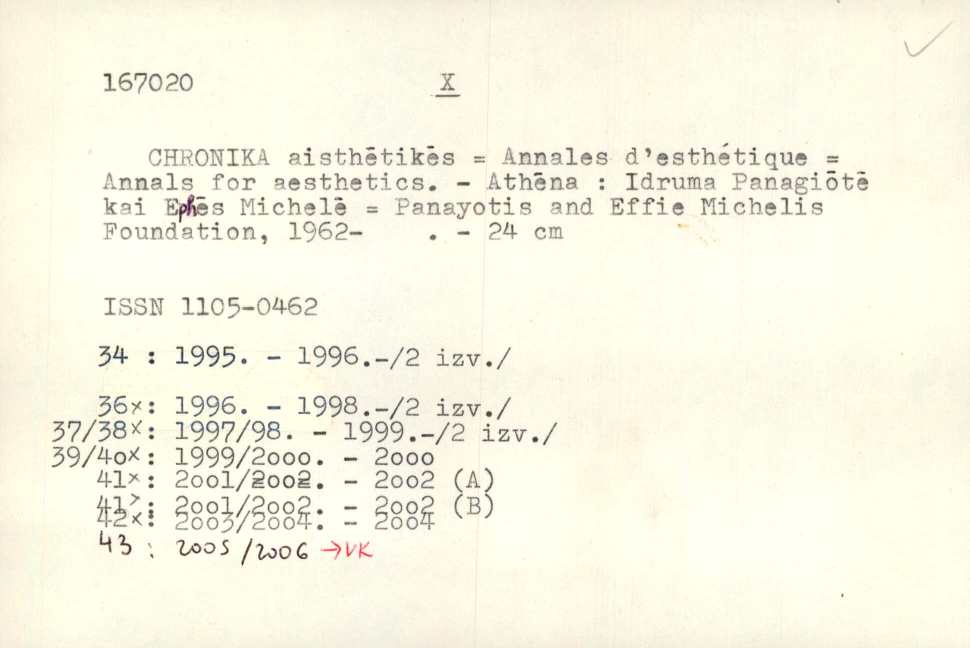 167020 X
CHRONIKA aisthētikēs = Annales d'esthétique =
Annals for aesthetics. - Athēna : Idruma Panagiōtē
kai Ephēs Michelē = Panayotis and Effie Michelis
Foundation, 1962- . - 24 cm
ISSN 1105-0462
34 : 1995. - 1996.-/2 izv./
36x: 1996. - 1998.-/2 izv./
37/38x: 1997/98. - 1999.-/2 izv./
39/40x: 1999/2000. - 2000
41x: 2001/2002. - 2002 (A)
41x: 2001/2002. - 2002 (B)
42x: 2003/2004. - 2004
43 : 2005/2006 →VK